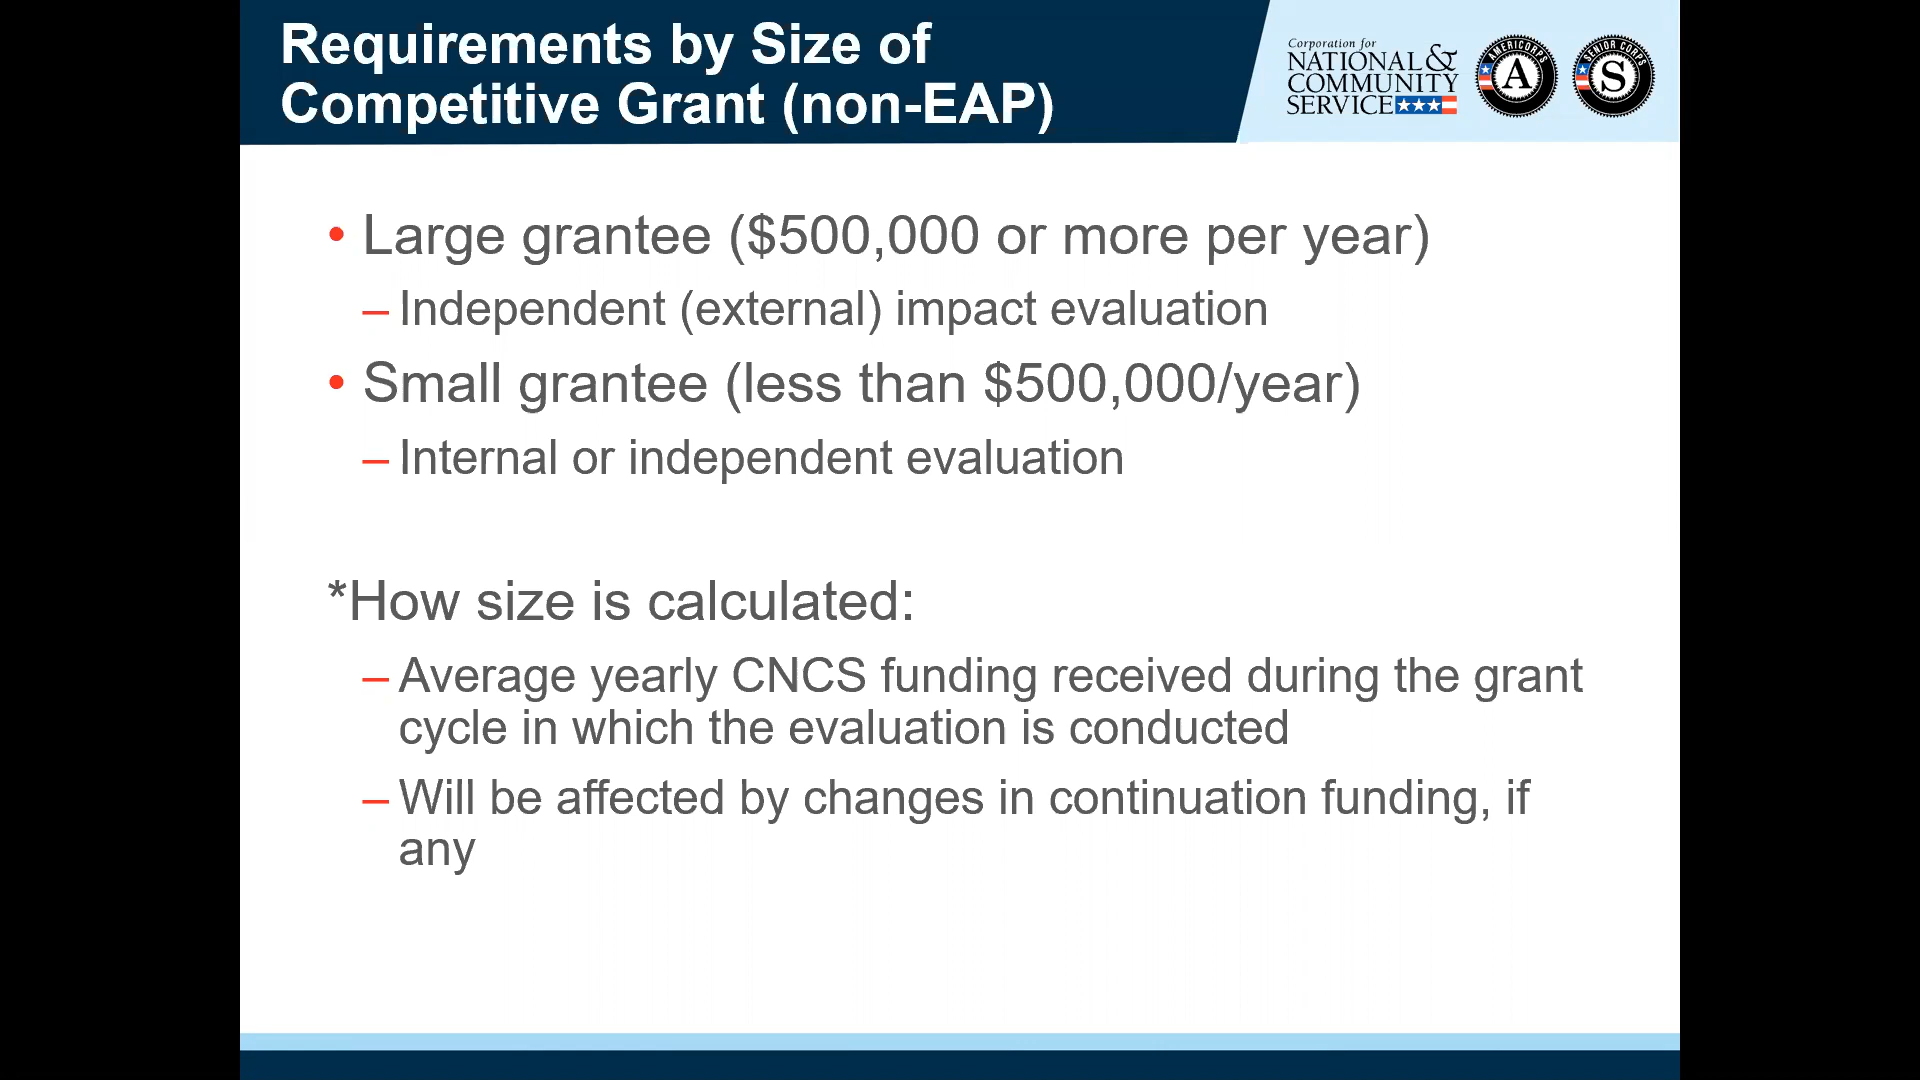 Requirements by Size of
Competitive Grant (non-EAP)
Corporation for
NATIONAL &
COMMUNITY
SERVICE
AMERICORPS
A
SENIOR CORPS
S
• Large grantee ($500,000 or more per year)
– Independent (external) impact evaluation
• Small grantee (less than $500,000/year)
– Internal or independent evaluation
*How size is calculated:
– Average yearly CNCS funding received during the grant
cycle in which the evaluation is conducted
– Will be affected by changes in continuation funding, if
any